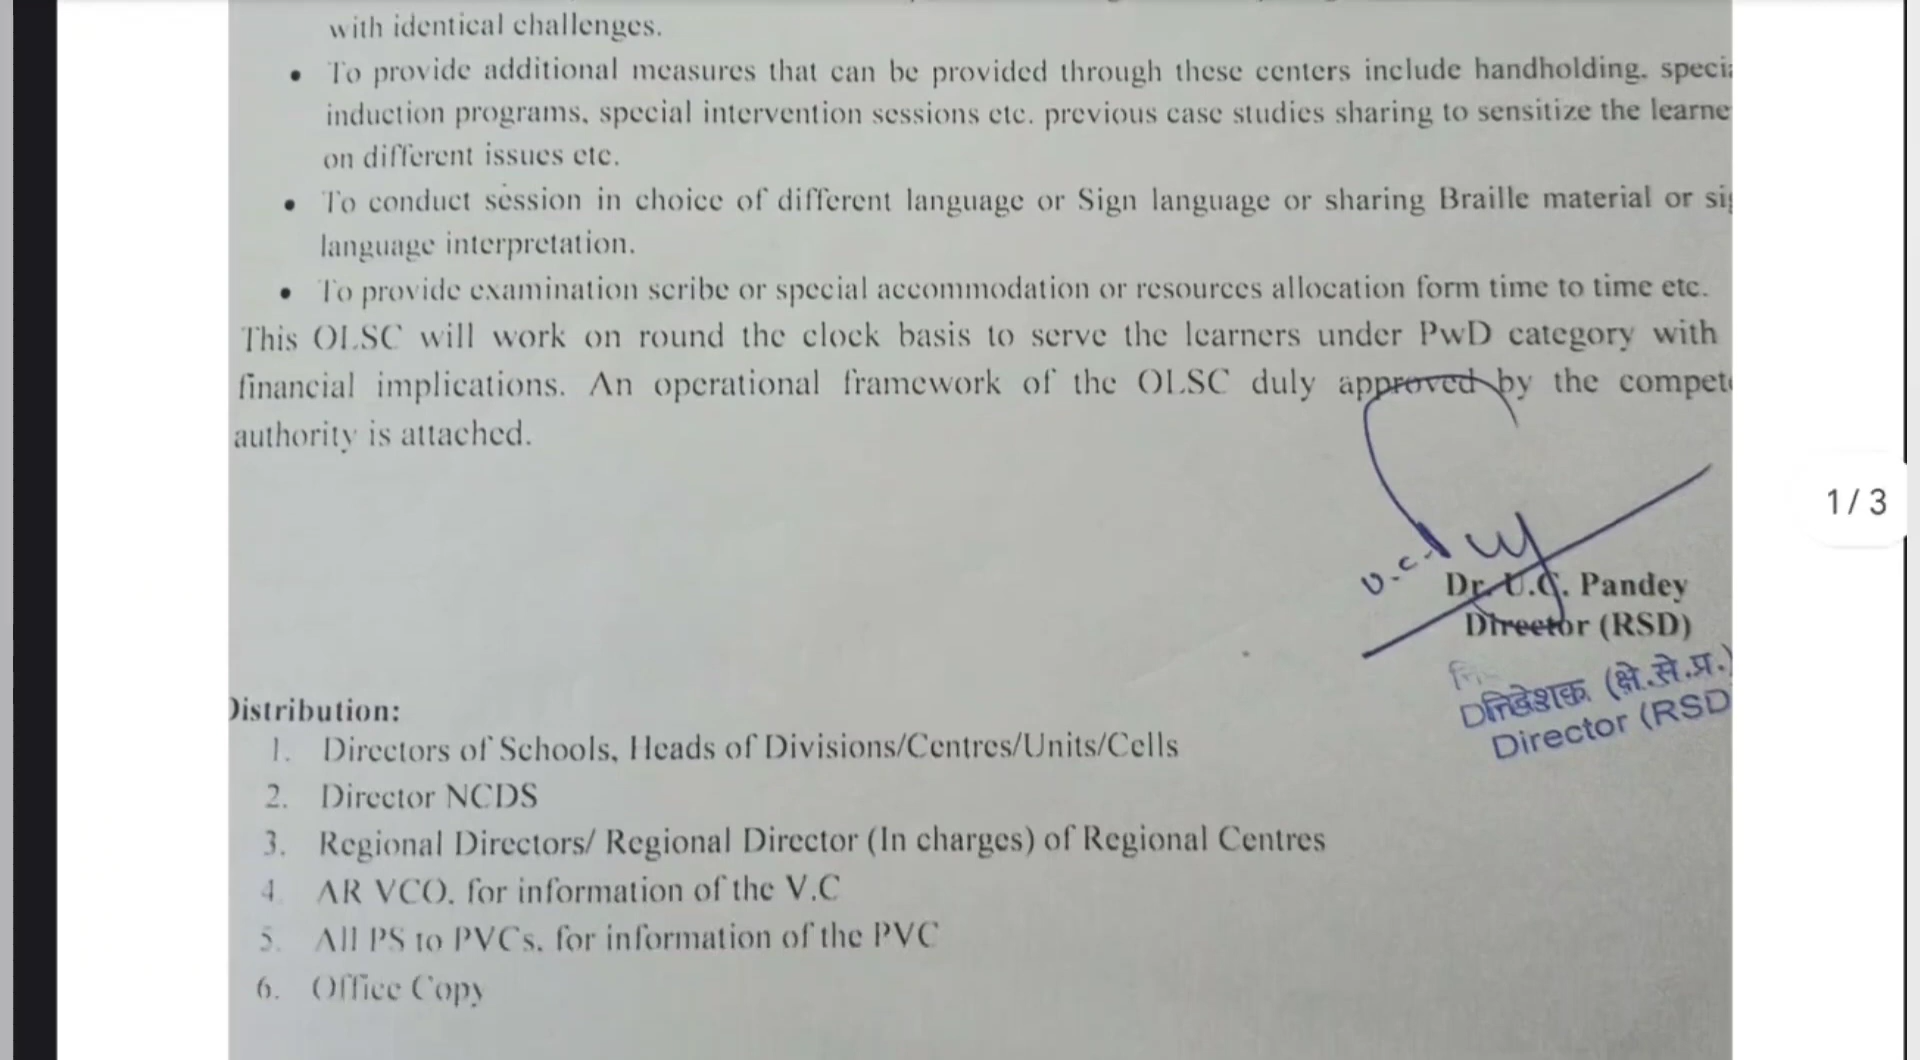 with identical challenges.
• To provide additional measures that can be provided through these centers include handholding, speci
induction programs, special intervention sessions etc. previous case studies sharing to sensitize the learne
on different issues etc.
• To conduct session in choice of different language or Sign language or sharing Braille material or si
language interpretation.
• To provide examination scribe or special accommodation or resources allocation form time to time etc.
This OLSC will work on round the clock basis to serve the learners under PwD category with
financial implications. An operational framework of the OLSC duly approved by the compet
authority is attached.
1/3
U.C.
Dr. U.C. Pandey
Director (RSD)
निदेशक (क्षे.से.प्र.)
Director (RSD
Distribution:
1. Directors of Schools, Heads of Divisions/Centres/Units/Cells
2. Director NCDS
3. Regional Directors/ Regional Director (In charges) of Regional Centres
4. AR VCO, for information of the V.C
5. All PS to PVCs, for information of the PVC
6. Office Copy